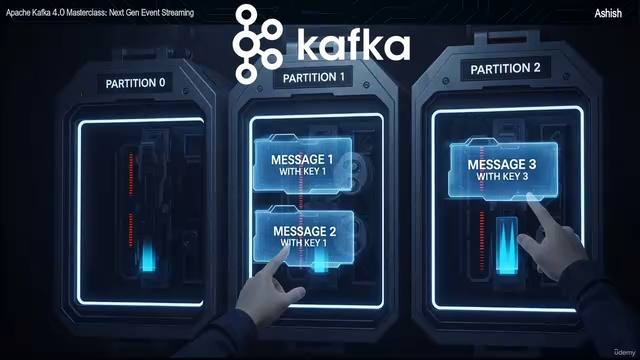 Apache Kafka 4.0 Masterclass: Next Gen Event Streaming
Ashish
kafka
PARTITION 0
PARTITION 1
PARTITION 2
MESSAGE 1
WITH KEY 1
MESSAGE 2
WITH KEY 1
MESSAGE 3
WITH KEY 3
udemy